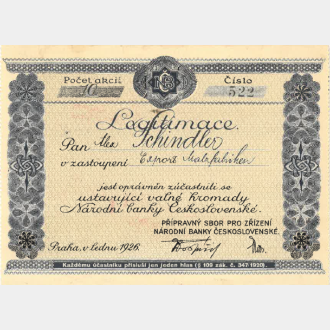 Počet akcií Číslo
10 522
Legitimace.
Pan Alex Schindler
v zastoupení Export Malzfabriken
jest oprávněn zúčastniti se
ustavující valné hromady
Národní banky Československé.
PŘÍPRAVNÝ SBOR PRO ZŘÍZENÍ
NÁRODNÍ BANKY ČESKOSLOVENSKÉ.
Praha, v lednu 1926.
Každému účastníku přísluší jen jeden hlas (§ 109 zák. č. 347/1920).